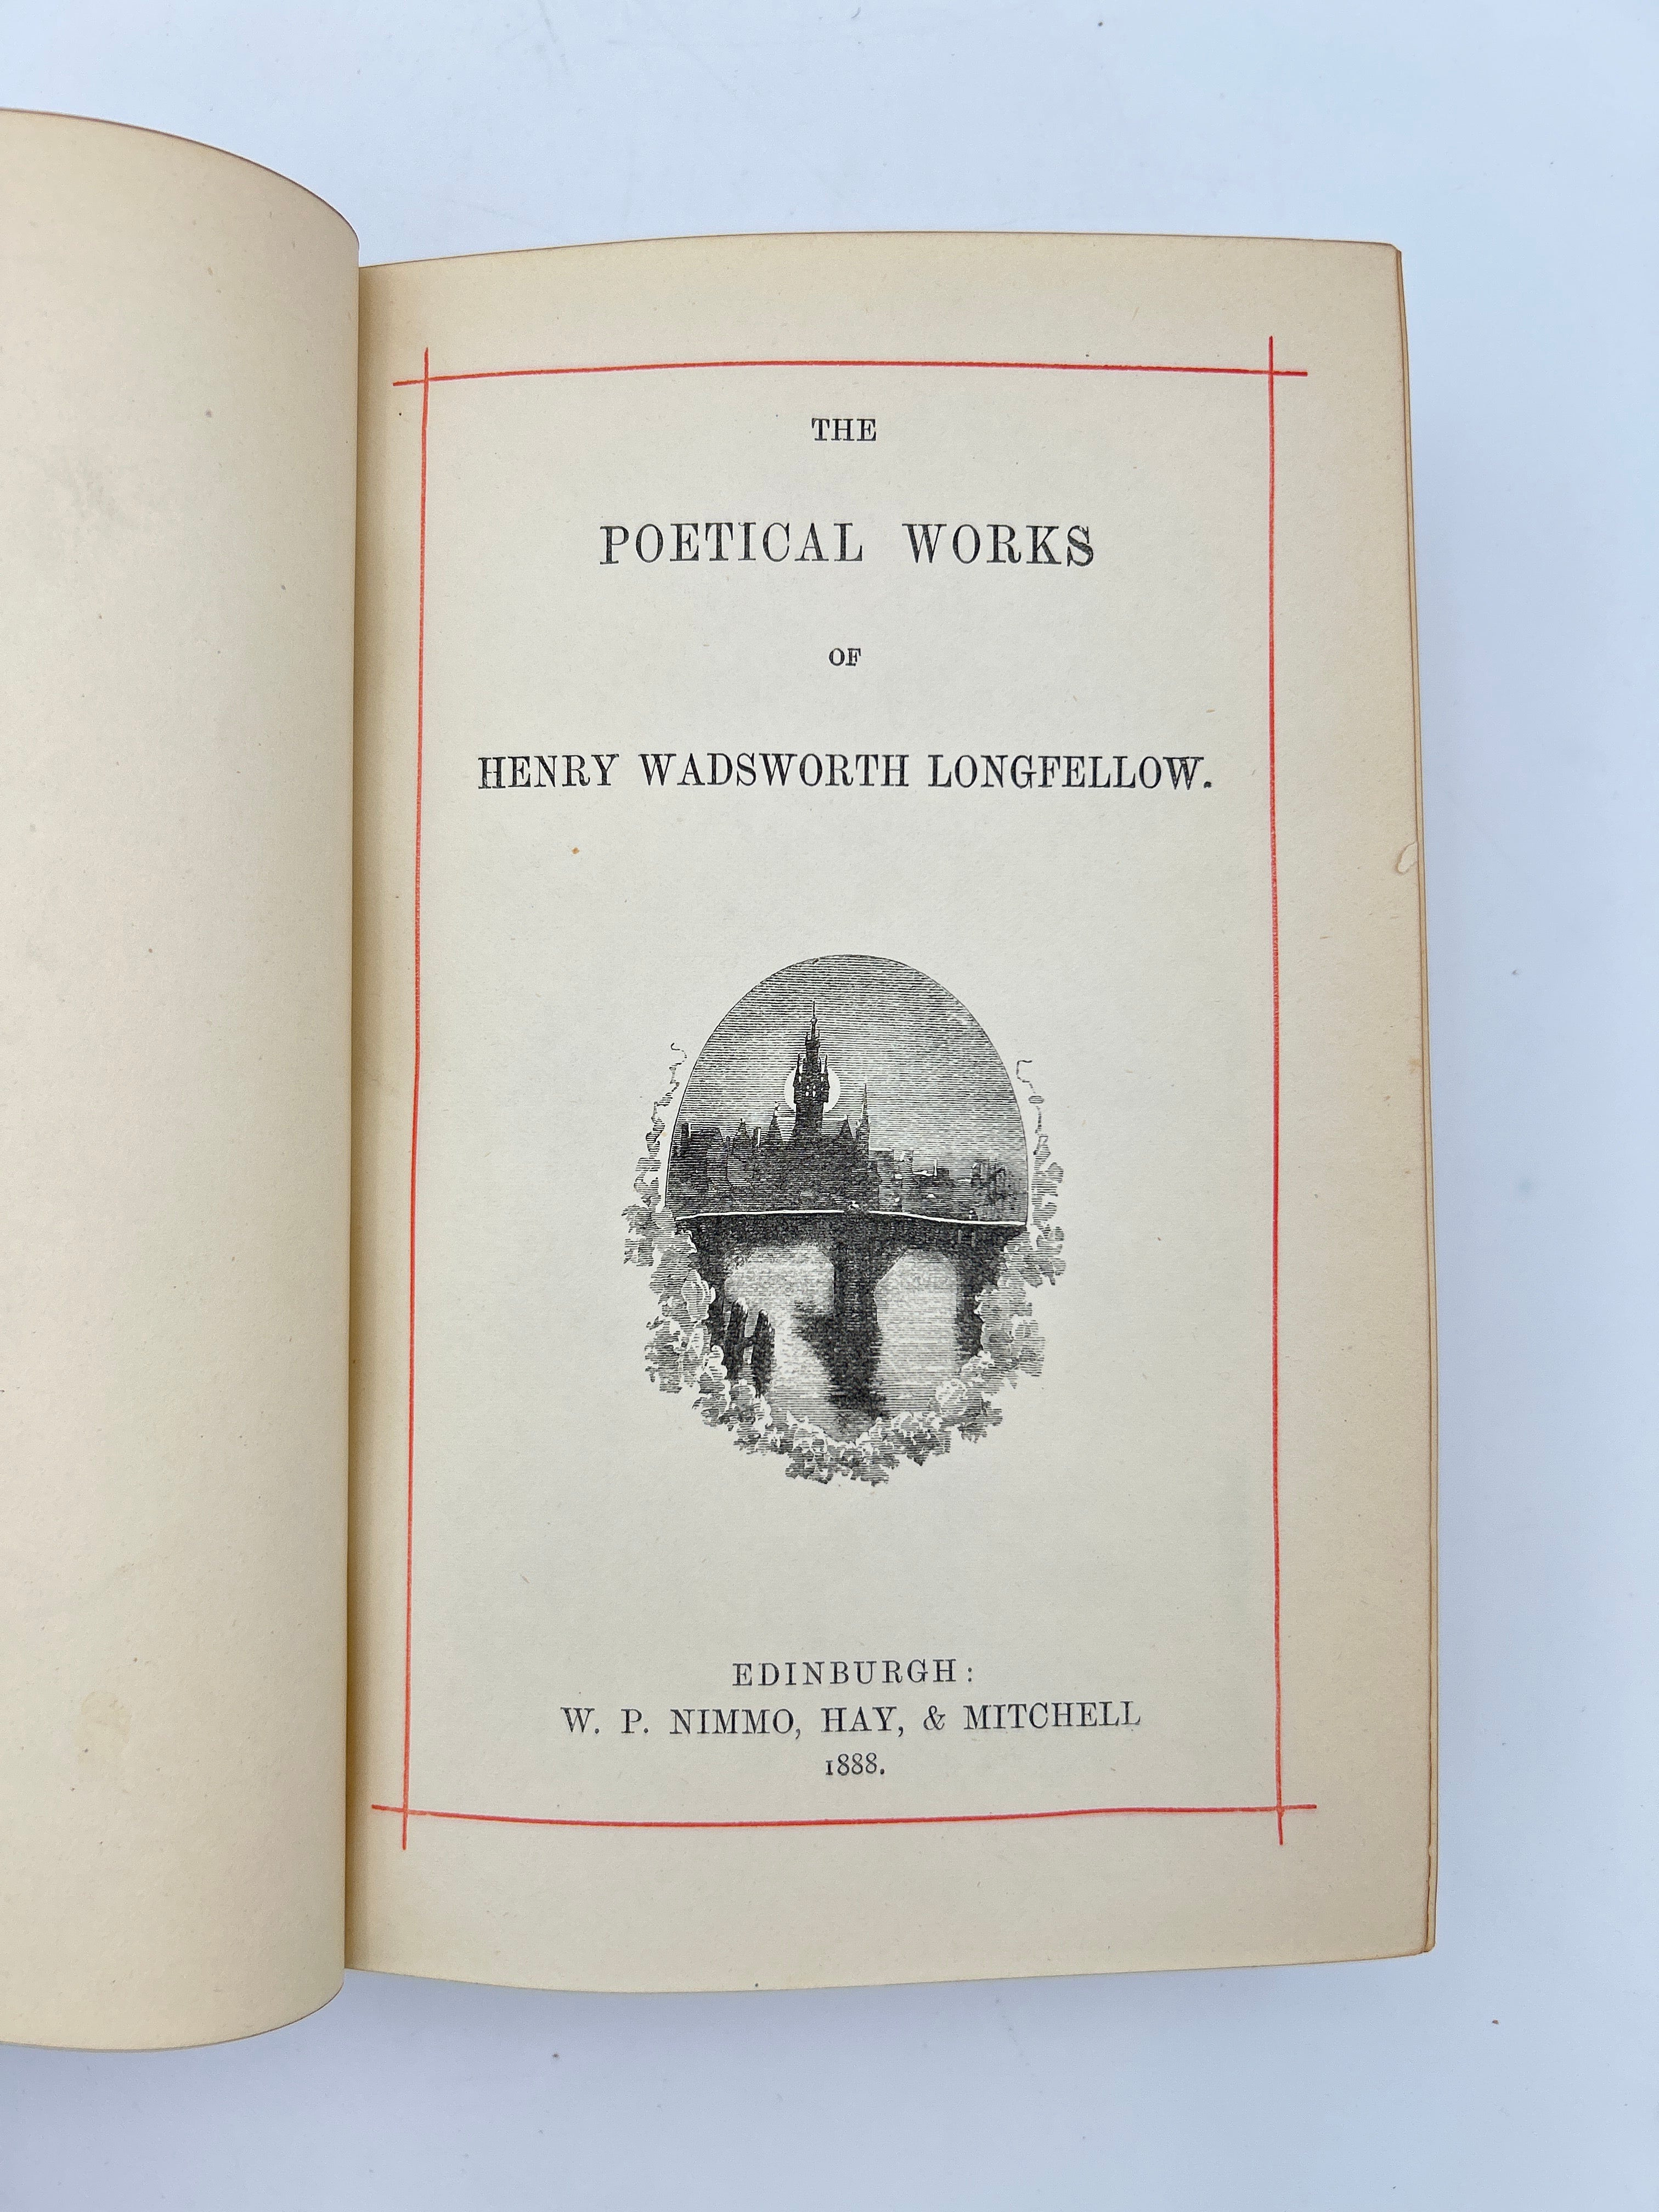 THE
POETICAL WORKS
OF
HENRY WADSWORTH LONGFELLOW.
EDINBURGH:
W. P. NIMMO, HAY, & MITCHELL
1888.